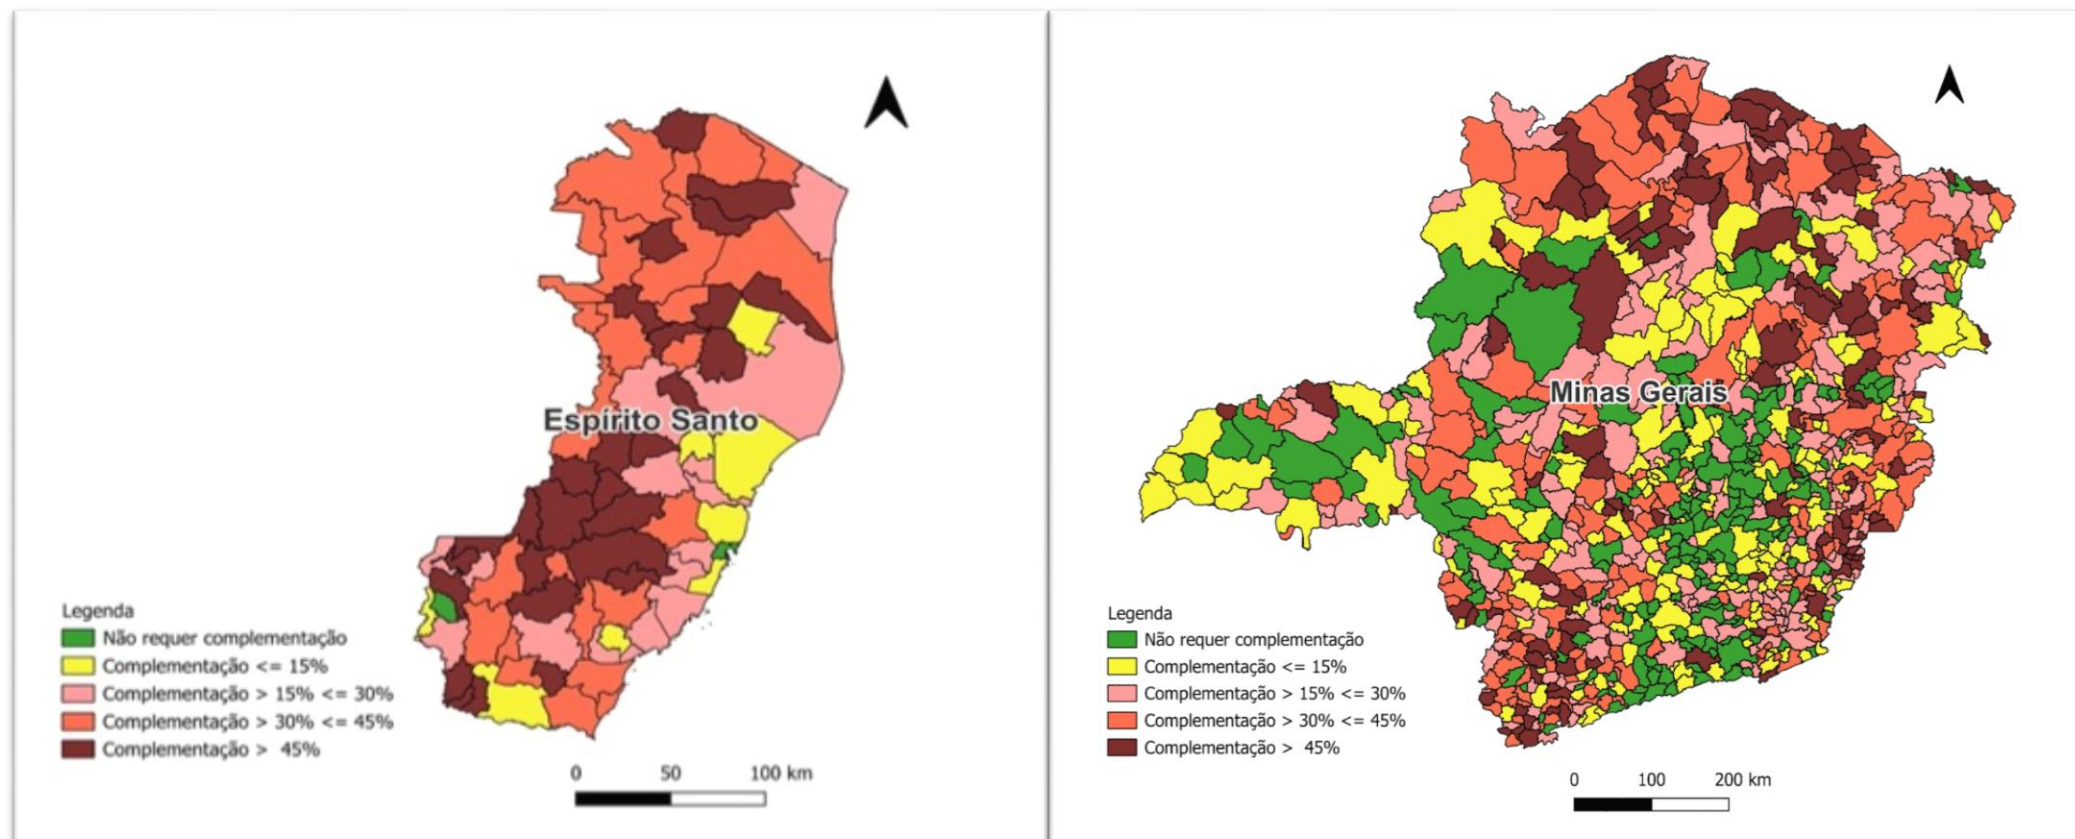 Espírito Santo
Legenda
Não requer complementação
Complementação <= 15%
Complementação > 15% <= 30%
Complementação > 30% <= 45%
Complementação > 45%
0 50 100 km
Minas Gerais
Legenda
Não requer complementação
Complementação <= 15%
Complementação > 15% <= 30%
Complementação > 30% <= 45%
Complementação > 45%
0 100 200 km